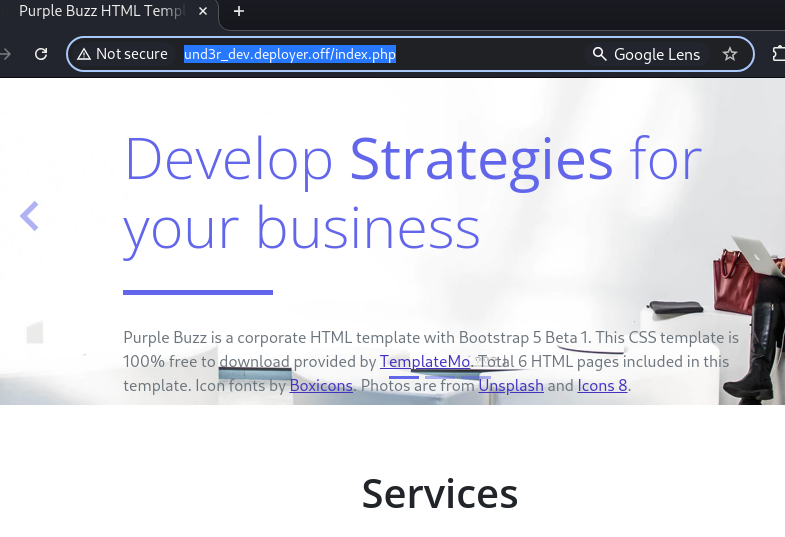 Purple Buzz HTML Templ
Not secure und3r_dev.deployer.off/index.php Google Lens
Develop Strategies for
your business
Purple Buzz is a corporate HTML template with Bootstrap 5 Beta 1. This CSS template is
100% free to download provided by TemplateMo. Total 6 HTML pages included in this
template. Icon fonts by Boxicons. Photos are from Unsplash and Icons 8.
Services